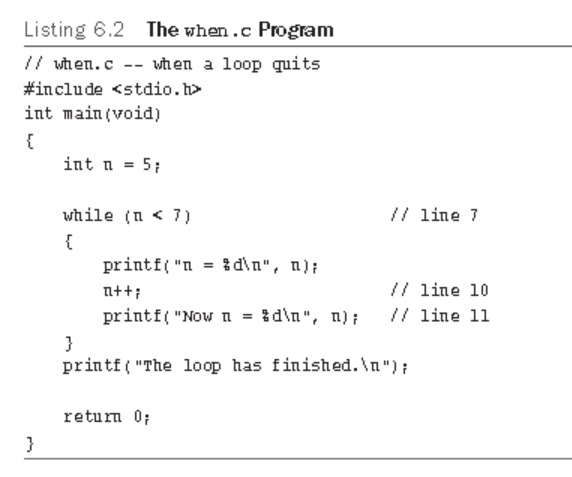 Listing 6.2 The when.c Program
// when.c -- when a loop quits
#include <stdio.h>
int main(void)
{
    int n = 5;

    while (n < 7)                    // line 7
    {
        printf("n = %d\n", n);
        n++;                         // line 10
        printf("Now n = %d\n", n);   // line 11
    }
    printf("The loop has finished.\n");

    return 0;
}